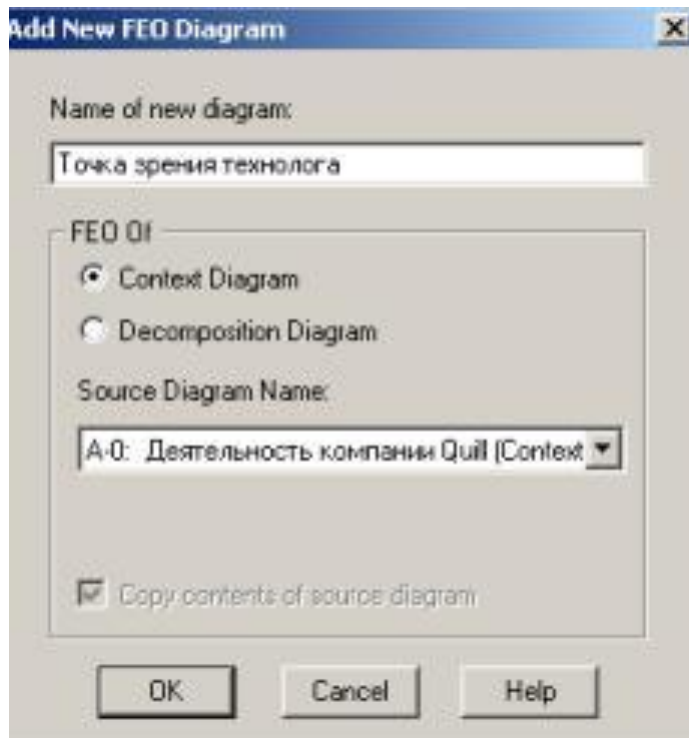 Add New FEO Diagram
Name of new diagram:
Точка зрения технолога
FEO Of
Context Diagram
Decomposition Diagram
Source Diagram Name:
A-0: Деятельность компании Quill (Context
Copy contents of source diagram
OK Cancel Help